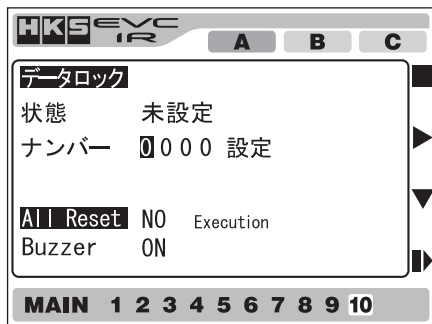 HKS EVC
IR
A B C
データロック
状態 未設定
ナンバー 0000 設定
All Reset NO Execution
Buzzer ON
MAIN 1 2 3 4 5 6 7 8 9 10